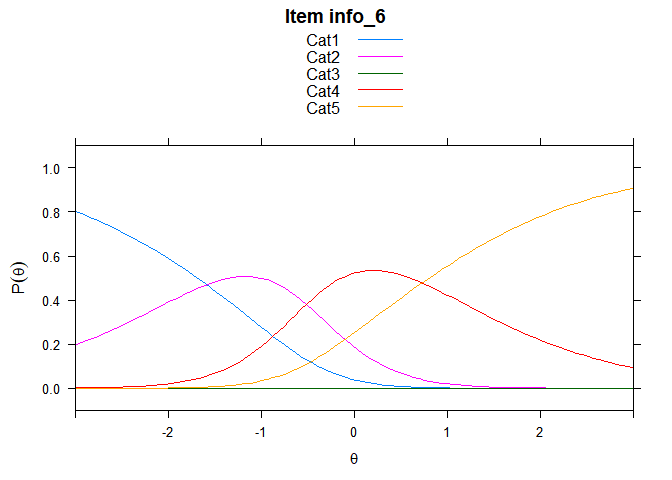 Item info_6
Cat1
Cat2
Cat3
Cat4
Cat5
1.0
0.8
0.6
0.4
0.2
0.0
P(θ)
-2 -1 0 1 2
θ